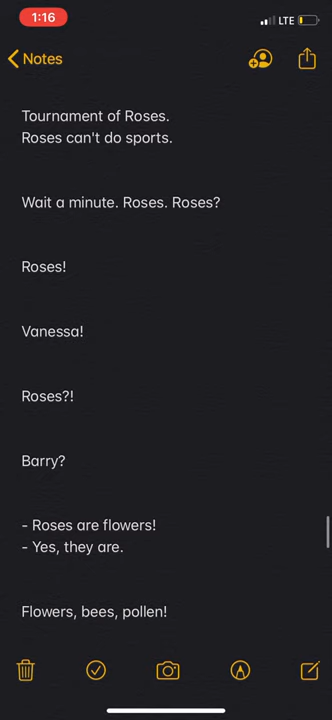 1:16
LTE
Notes
Tournament of Roses.
Roses can't do sports.
Wait a minute. Roses. Roses?
Roses!
Vanessa!
Roses?!
Barry?
- Roses are flowers!
- Yes, they are.
Flowers, bees, pollen!